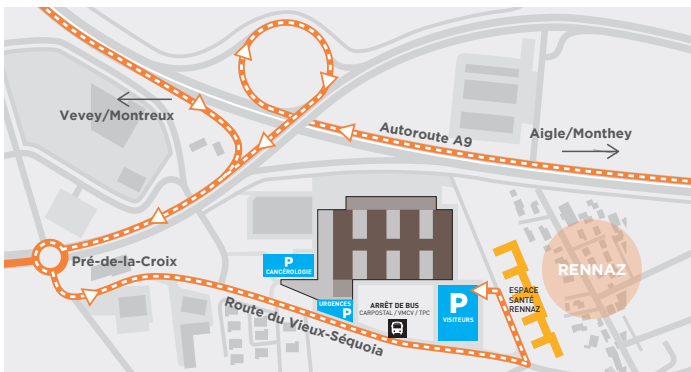 Vevey/Montreux
Autoroute A9
Aigle/Monthey
Pré-de-la-Croix
P
CANCÉROLOGIE
RENNAZ
ESPACE
SANTÉ
RENNAZ
URGENCES
P
ARRÊT DE BUS
CARPOSTAL / VMCV / TPC
P
VISITEURS
Route du Vieux-Séquoia